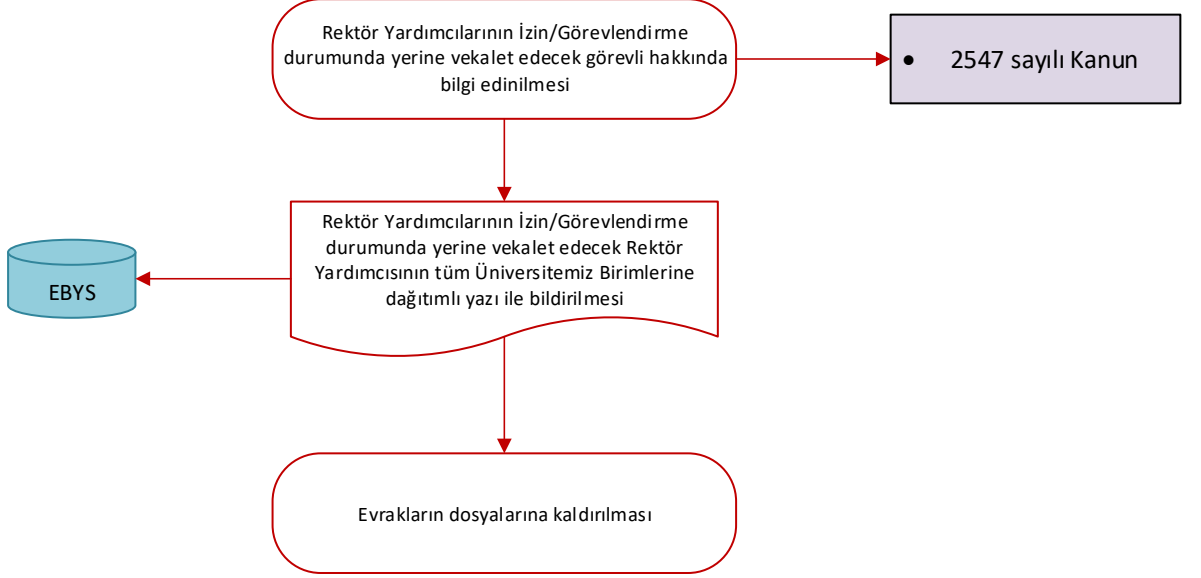 Rektör Yardımcılarının İzin/Görevlendirme
durumunda yerine vekalet edecek görevli hakkında
bilgi edinilmesi
• 2547 sayılı Kanun
Rektör Yardımcılarının İzin/Görevlendirme
durumunda yerine vekalet edecek Rektör
Yardımcısının tüm Üniversitemiz Birimlerine
dağıtımlı yazı ile bildirilmesi
EBYS
Evrakların dosyalarına kaldırılması